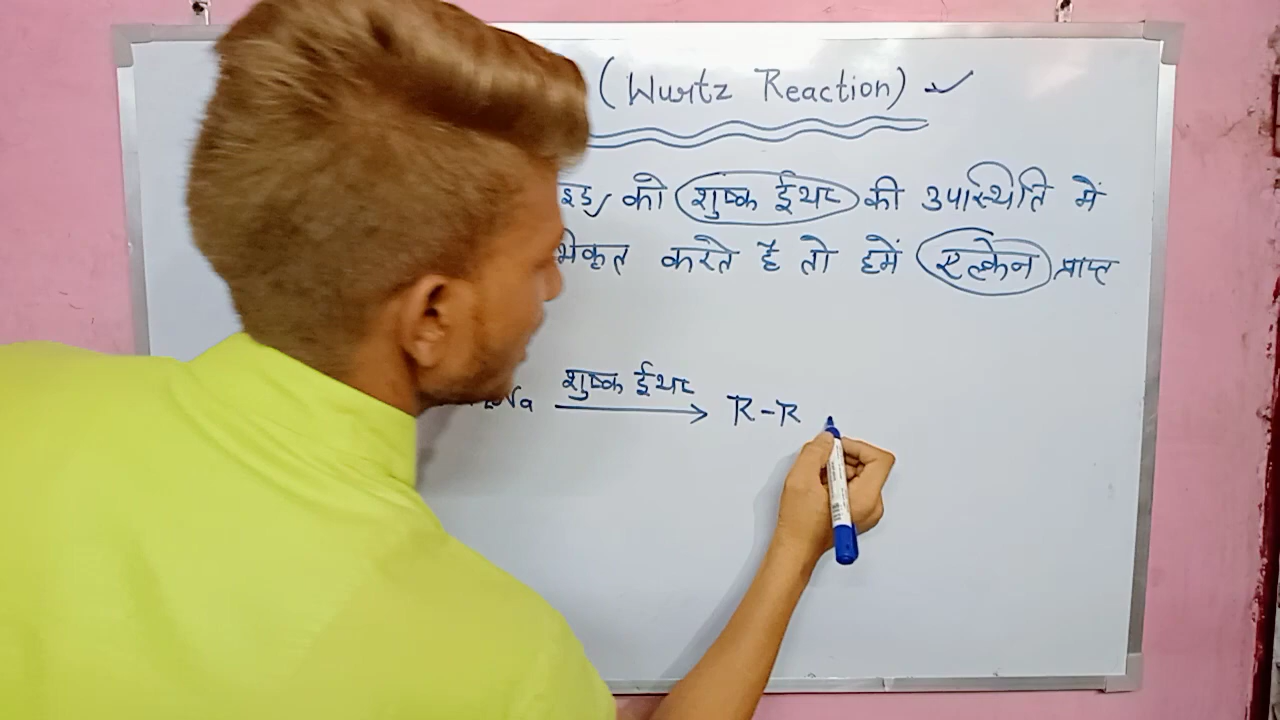 (Wurtz Reaction)
को शुष्क ईथर की उपस्थिति में
करते है तो हमें एल्केन प्राप्त
शुष्क ईथर
R-R